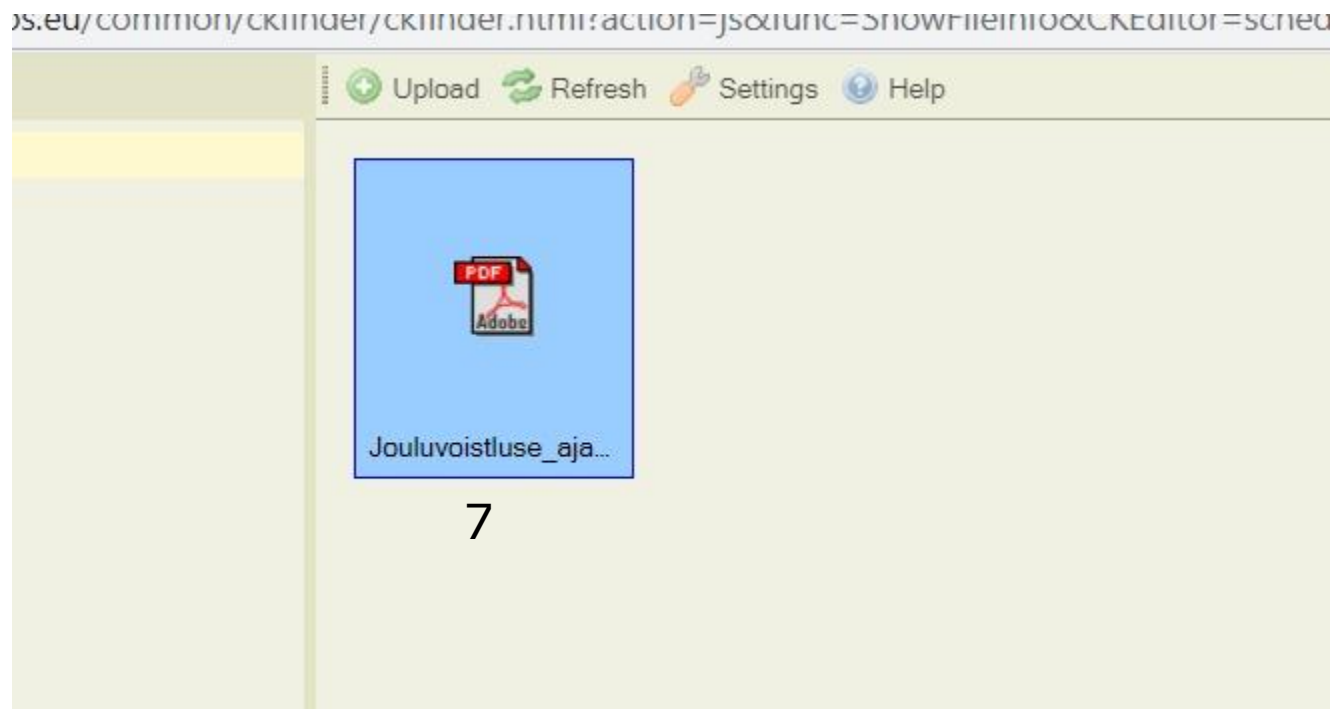 os.eu/common/ckfinder/ckfinder.html?action=js&func=ShowFileInfo&CKEditor=sched
Upload Refresh Settings Help
PDF
Adobe
Jouluvoistluse_aja...
7